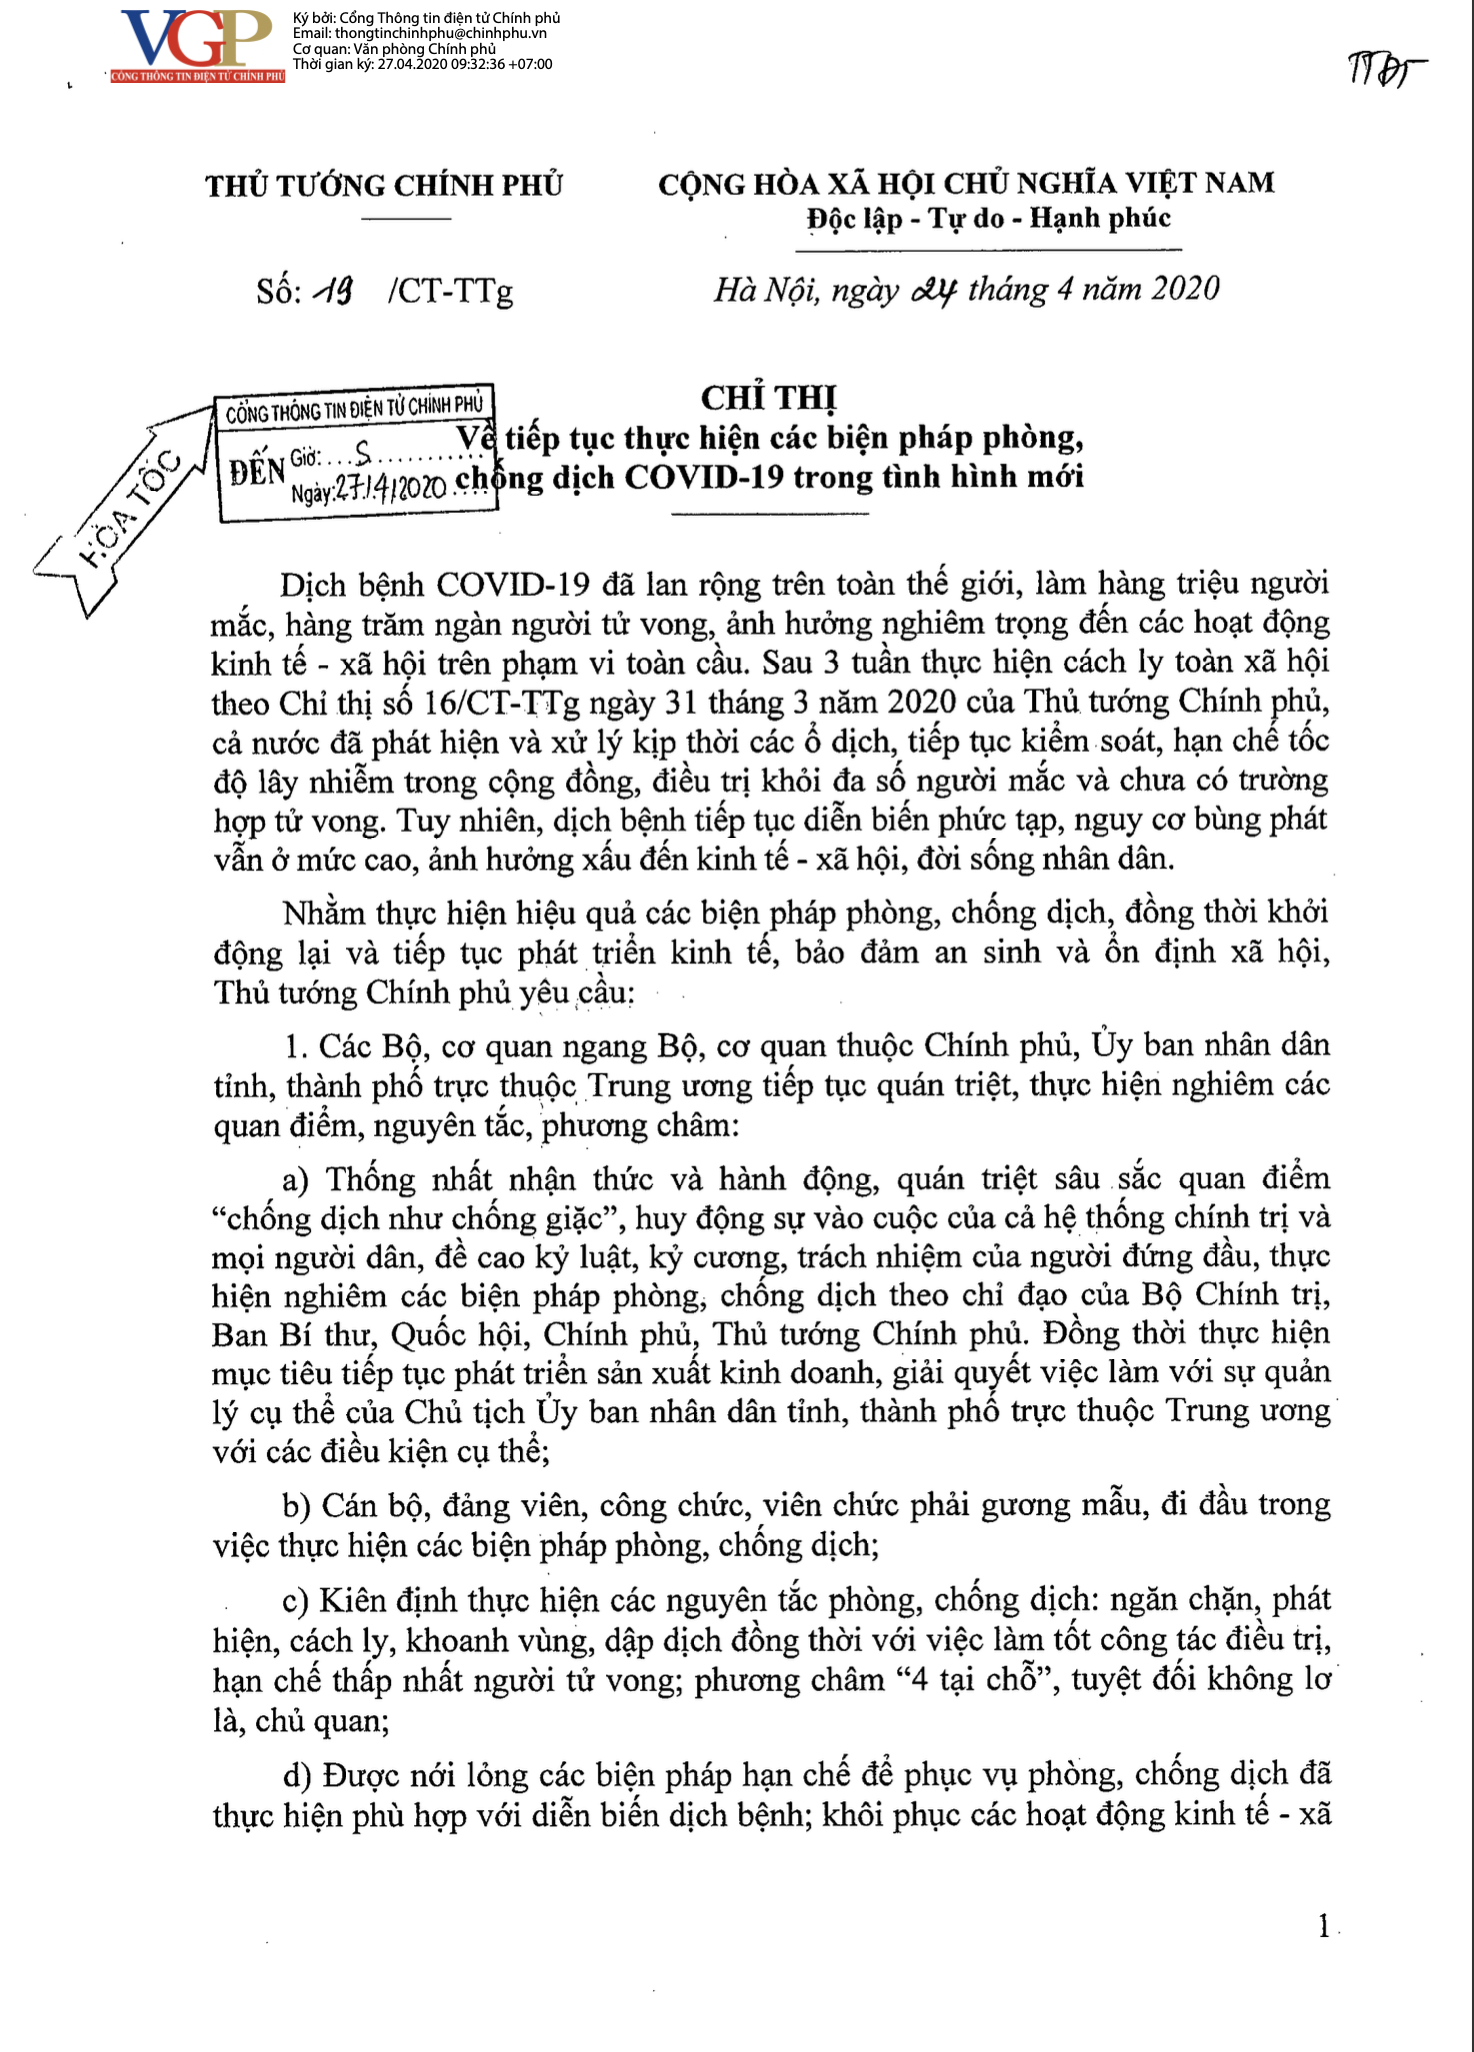 VGP
CỔNG THÔNG TIN ĐIỆN TỬ CHÍNH PHỦ
Ký bởi: Cổng Thông tin điện tử Chính phủ
Email: thongtinchinhphu@chinhphu.vn
Cơ quan: Văn phòng Chính phủ
Thời gian ký: 27.04.2020 09:32:36 +07:00
TTĐT
THỦ TƯỚNG CHÍNH PHỦ
CỘNG HÒA XÃ HỘI CHỦ NGHĨA VIỆT NAM
Độc lập - Tự do - Hạnh phúc
Số: 19 /CT-TTg
Hà Nội, ngày 24 tháng 4 năm 2020
HỎA TỐC
CỔNG THÔNG TIN ĐIỆN TỬ CHÍNH PHỦ
ĐẾN
Giờ: ...S..........
Ngày: 27/4/2020
CHỈ THỊ
Về tiếp tục thực hiện các biện pháp phòng,
chống dịch COVID-19 trong tình hình mới
Dịch bệnh COVID-19 đã lan rộng trên toàn thế giới, làm hàng triệu người
mắc, hàng trăm ngàn người tử vong, ảnh hưởng nghiêm trọng đến các hoạt động
kinh tế - xã hội trên phạm vi toàn cầu. Sau 3 tuần thực hiện cách ly toàn xã hội
theo Chỉ thị số 16/CT-TTg ngày 31 tháng 3 năm 2020 của Thủ tướng Chính phủ,
cả nước đã phát hiện và xử lý kịp thời các ổ dịch, tiếp tục kiểm soát, hạn chế tốc
độ lây nhiễm trong cộng đồng, điều trị khỏi đa số người mắc và chưa có trường
hợp tử vong. Tuy nhiên, dịch bệnh tiếp tục diễn biến phức tạp, nguy cơ bùng phát
vẫn ở mức cao, ảnh hưởng xấu đến kinh tế - xã hội, đời sống nhân dân.
Nhằm thực hiện hiệu quả các biện pháp phòng, chống dịch, đồng thời khởi
động lại và tiếp tục phát triển kinh tế, bảo đảm an sinh và ổn định xã hội,
Thủ tướng Chính phủ yêu cầu:
1. Các Bộ, cơ quan ngang Bộ, cơ quan thuộc Chính phủ, Ủy ban nhân dân
tỉnh, thành phố trực thuộc Trung ương tiếp tục quán triệt, thực hiện nghiêm các
quan điểm, nguyên tắc, phương châm:
a) Thống nhất nhận thức và hành động, quán triệt sâu sắc quan điểm
“chống dịch như chống giặc”, huy động sự vào cuộc của cả hệ thống chính trị và
mọi người dân, đề cao kỷ luật, kỷ cương, trách nhiệm của người đứng đầu, thực
hiện nghiêm các biện pháp phòng, chống dịch theo chỉ đạo của Bộ Chính trị,
Ban Bí thư, Quốc hội, Chính phủ, Thủ tướng Chính phủ. Đồng thời thực hiện
mục tiêu tiếp tục phát triển sản xuất kinh doanh, giải quyết việc làm với sự quản
lý cụ thể của Chủ tịch Ủy ban nhân dân tỉnh, thành phố trực thuộc Trung ương
với các điều kiện cụ thể;
b) Cán bộ, đảng viên, công chức, viên chức phải gương mẫu, đi đầu trong
việc thực hiện các biện pháp phòng, chống dịch;
c) Kiên định thực hiện các nguyên tắc phòng, chống dịch: ngăn chặn, phát
hiện, cách ly, khoanh vùng, dập dịch đồng thời với việc làm tốt công tác điều trị,
hạn chế thấp nhất người tử vong; phương châm “4 tại chỗ”, tuyệt đối không lơ
là, chủ quan;
d) Được nới lỏng các biện pháp hạn chế để phục vụ phòng, chống dịch đã
thực hiện phù hợp với diễn biến dịch bệnh; khôi phục các hoạt động kinh tế - xã
1